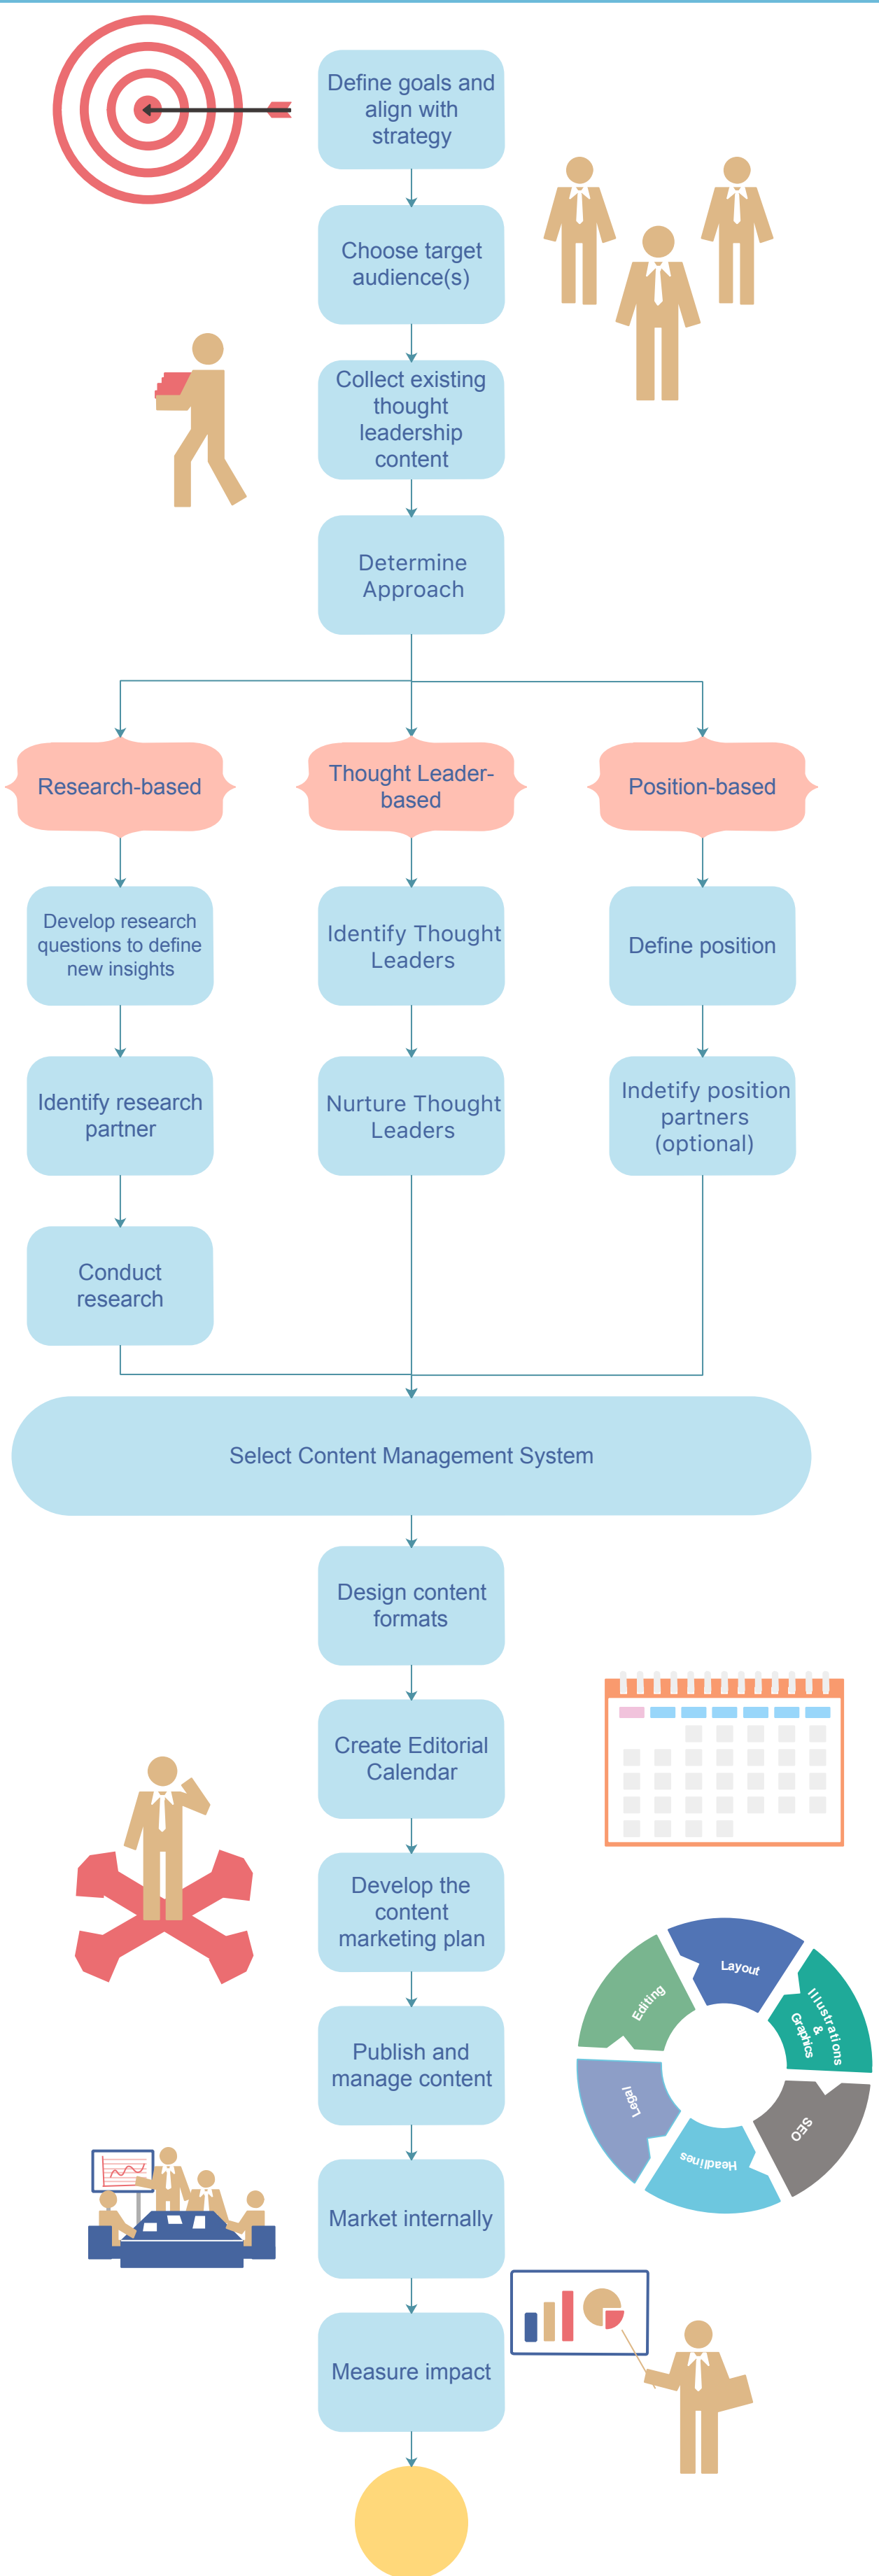 Define goals and
align with
strategy
Choose target
audience(s)
Collect existing
thought
leadership
content
Determine
Approach
Research-based
Thought Leader-
based
Position-based
Develop research
questions to define
new insights
Identify Thought
Leaders
Define position
Identify research
partner
Nurture Thought
Leaders
Indetify position
partners
(optional)
Conduct
research
Select Content Management System
Design content
formats
Create Editorial
Calendar
Develop the
content
marketing plan
Publish and
manage content
Layout
Illustrations
&
Graphics
SEO
Headlines
Legal
Editing
Market internally
Measure impact